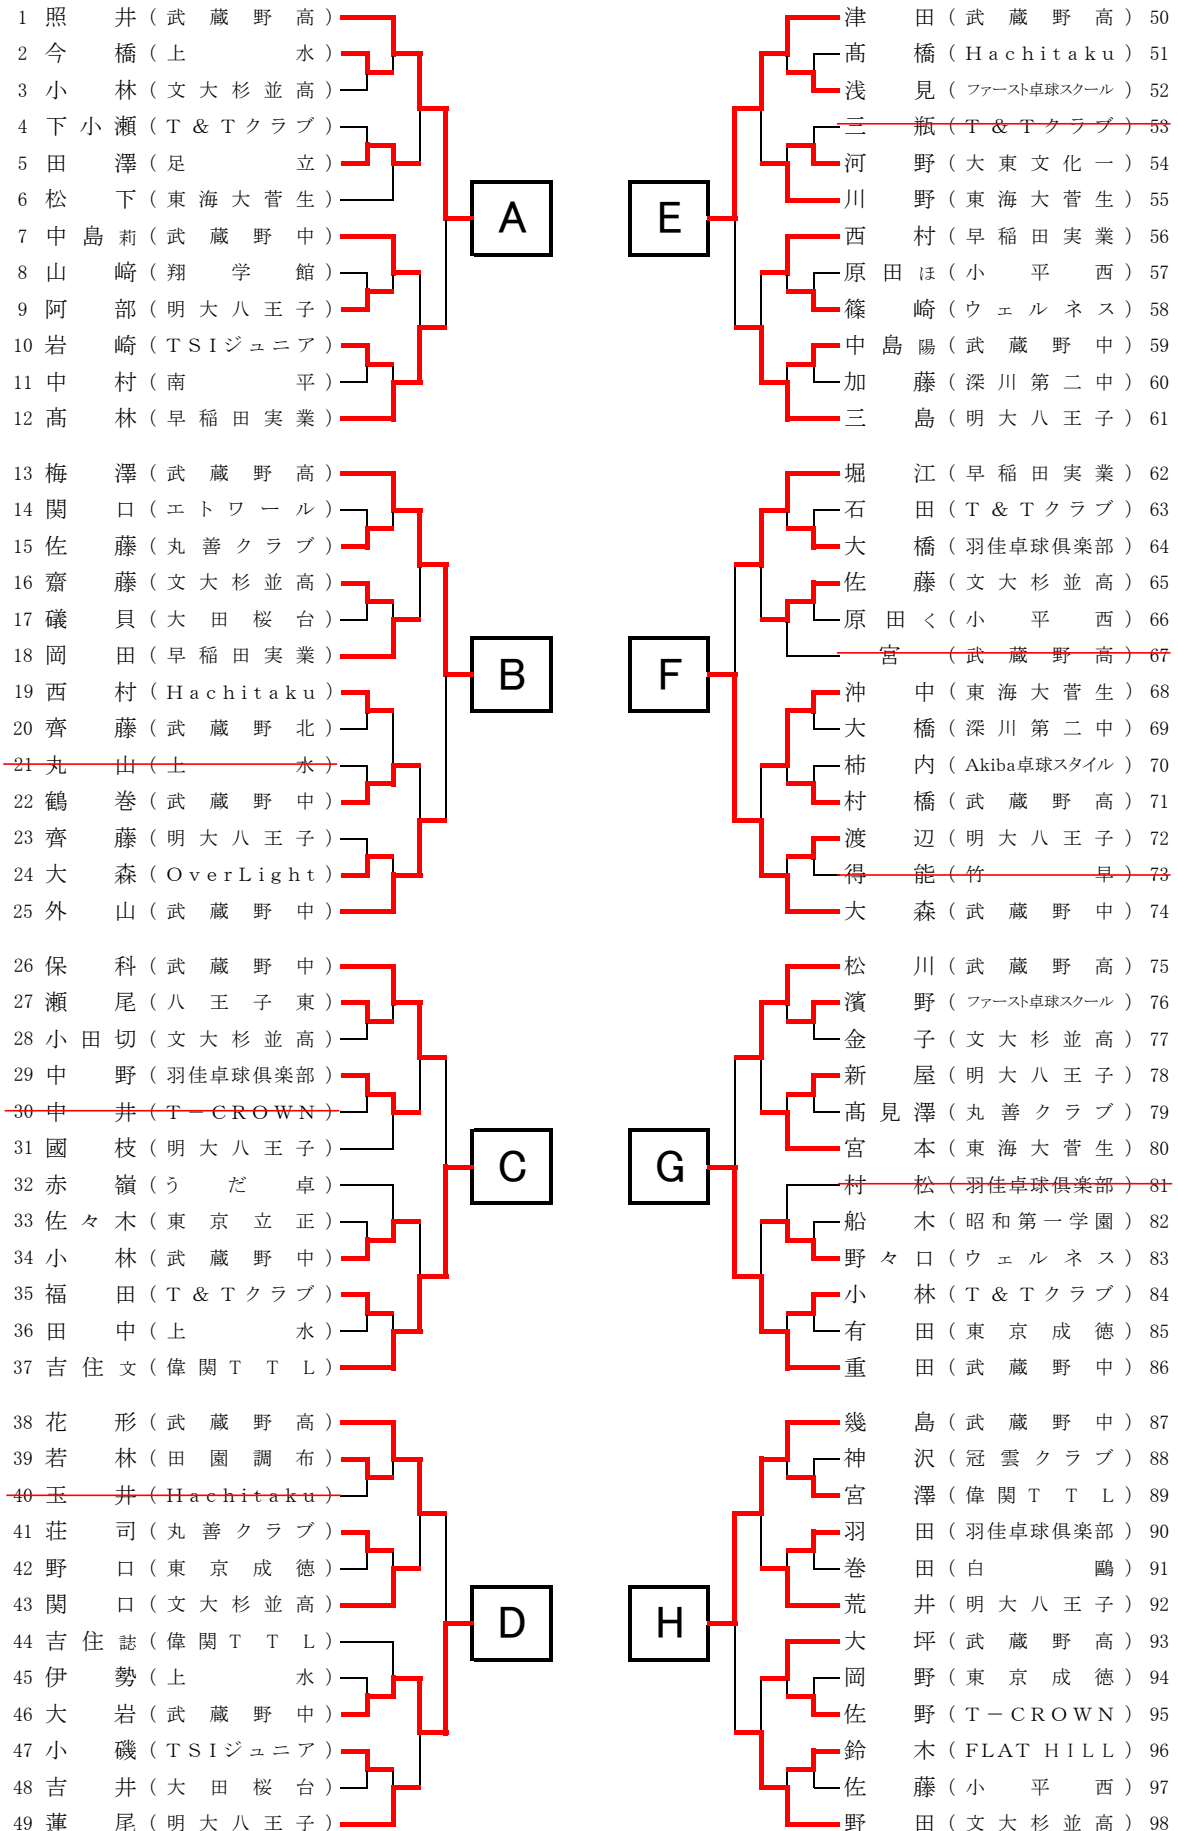 1 照井（武蔵野高）
2 今橋（上水）
3 小林（文大杉並高）
4 下小瀬（T＆Tクラブ）
5 田澤（足立）
6 松下（東海大菅生）
7 中島莉（武蔵野中）
8 山﨑（翔学館）
9 阿部（明大八王子）
10 岩崎（TSIジュニア）
11 中村（南平）
12 髙林（早稲田実業）
A
13 梅澤（武蔵野高）
14 関口（エトワール）
15 佐藤（丸善クラブ）
16 齋藤（文大杉並高）
17 礒貝（大田桜台）
18 岡田（早稲田実業）
19 西村（Hachitaku）
20 齊藤（武蔵野北）
21 丸山（上水）
22 鶴巻（武蔵野中）
23 齊藤（明大八王子）
24 大森（OverLight）
25 外山（武蔵野中）
B
26 保科（武蔵野中）
27 瀬尾（八王子東）
28 小田切（文大杉並高）
29 中野（羽佳卓球倶楽部）
30 中井（T－CROWN）
31 國枝（明大八王子）
32 赤嶺（うだ卓）
33 佐々木（東京立正）
34 小林（武蔵野中）
35 福田（T＆Tクラブ）
36 田中（上水）
37 吉住文（偉関TTL）
C
38 花形（武蔵野高）
39 若林（田園調布）
40 玉井（Hachitaku）
41 荘司（丸善クラブ）
42 野口（東京成徳）
43 関口（文大杉並高）
44 吉住誌（偉関TTL）
45 伊勢（上水）
46 大岩（武蔵野中）
47 小磯（TSIジュニア）
48 吉井（大田桜台）
49 蓮尾（明大八王子）
D
津田（武蔵野高）50
髙橋（Hachitaku）51
浅見（ファースト卓球スクール）52
三瓶（T＆Tクラブ）53
河野（大東文化一）54
川野（東海大菅生）55
西村（早稲田実業）56
原田ほ（小平西）57
篠崎（ウェルネス）58
中島陽（武蔵野中）59
加藤（深川第二中）60
三島（明大八王子）61
E
堀江（早稲田実業）62
石田（T＆Tクラブ）63
大橋（羽佳卓球倶楽部）64
佐藤（文大杉並高）65
原田く（小平西）66
宮（武蔵野高）67
沖中（東海大菅生）68
大橋（深川第二中）69
柿内（Akiba卓球スタイル）70
村橋（武蔵野高）71
渡辺（明大八王子）72
得能（竹早）73
大森（武蔵野中）74
F
松川（武蔵野高）75
濱野（ファースト卓球スクール）76
金子（文大杉並高）77
新屋（明大八王子）78
髙見澤（丸善クラブ）79
宮本（東海大菅生）80
村松（羽佳卓球倶楽部）81
船木（昭和第一学園）82
野々口（ウェルネス）83
小林（T＆Tクラブ）84
有田（東京成徳）85
重田（武蔵野中）86
G
幾島（武蔵野中）87
神沢（冠雲クラブ）88
宮澤（偉関TTL）89
羽田（羽佳卓球倶楽部）90
巻田（白鷗）91
荒井（明大八王子）92
大坪（武蔵野高）93
岡野（東京成徳）94
佐野（T－CROWN）95
鈴木（FLAT HILL）96
佐藤（小平西）97
野田（文大杉並高）98
H